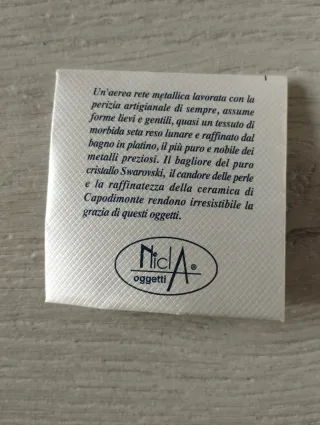 Un'aerea rete metallica lavorata con la
perizia artigianale di sempre, assume
forme lievi e gentili, quasi un tessuto di
morbida seta reso lunare e raffinato dal
bagno in platino, il più puro e nobile dei
metalli preziosi. Il bagliore del puro
cristallo Swarovski, il candore delle perle
e la raffinatezza della ceramica di
Capodimonte rendono irresistibile la
grazia di questi oggetti.
NiclA®
oggetti